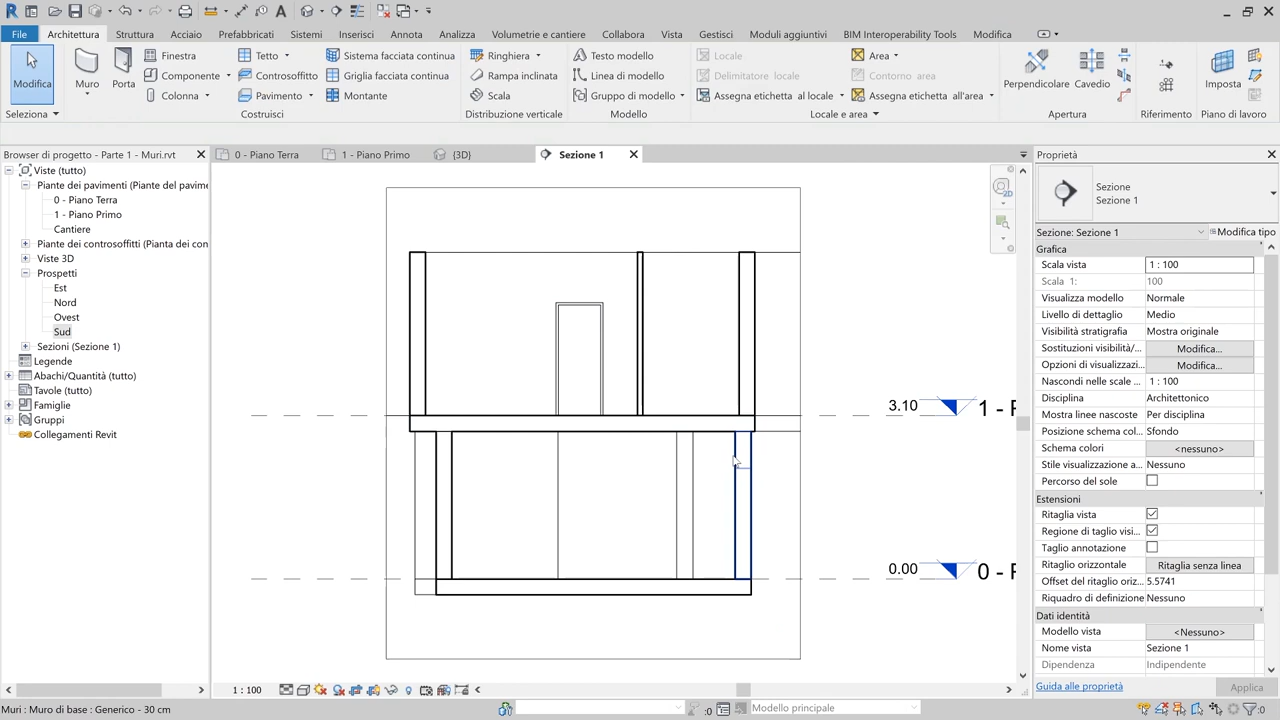 File Architettura Struttura Acciaio Prefabbricati Sistemi Inserisci Annota Analizza Volumetrie e cantiere Collabora Vista Gestisci Moduli aggiuntivi BIM Interoperability Tools Modifica
Modifica
Muro
Porta
Finestra
Componente
Colonna
Tetto
Controsoffitto
Pavimento
Sistema facciata continua
Griglia facciata continua
Montante
Ringhiera
Rampa inclinata
Scala
Testo modello
Linea di modello
Gruppo di modello
Locale
Delimitatore locale
Assegna etichetta al locale
Area
Contorno area
Assegna etichetta all'area
Perpendicolare
Cavedio
Imposta
Seleziona
Costruisci
Distribuzione verticale
Modello
Locale e area
Apertura
Riferimento
Piano di lavoro
Browser di progetto - Parte 1 - Muri.rvt
Viste (tutto)
Piante dei pavimenti (Piante del pavim
0 - Piano Terra
1 - Piano Primo
Cantiere
Piante dei controsoffitti (Pianta dei con
Viste 3D
Prospetti
Est
Nord
Ovest
Sud
Sezioni (Sezione 1)
Legende
Abachi/Quantità (tutto)
Tavole (tutto)
Famiglie
Gruppi
Collegamenti Revit
0 - Piano Terra
1 - Piano Primo
{3D}
Sezione 1
2D
3.10
1 - P
0.00
0 - P
Proprietà
Sezione
Sezione 1
Sezione: Sezione 1
Modifica tipo
Grafica
Scala vista 1 : 100
Scala 1: 100
Visualizza modello Normale
Livello di dettaglio Medio
Visibilità stratigrafia Mostra originale
Sostituzioni visibilità/... Modifica...
Opzioni di visualizzazi... Modifica...
Nascondi nelle scale ... 1 : 100
Disciplina Architettonico
Mostra linee nascoste Per disciplina
Posizione schema col... Sfondo
Schema colori <nessuno>
Stile visualizzazione a... Nessuno
Percorso del sole
Estensioni
Ritaglia vista
Regione di taglio visi...
Taglio annotazione
Ritaglio orizzontale Ritaglia senza linea
Offset del ritaglio oriz... 5.5741
Riquadro di definizione Nessuno
Dati identità
Modello vista <Nessuno>
Nome vista Sezione 1
Dipendenza Indipendente
Guida alle proprietà
Applica
1 : 100
Muri : Muro di base : Generico - 30 cm
:0
Modello principale
:0